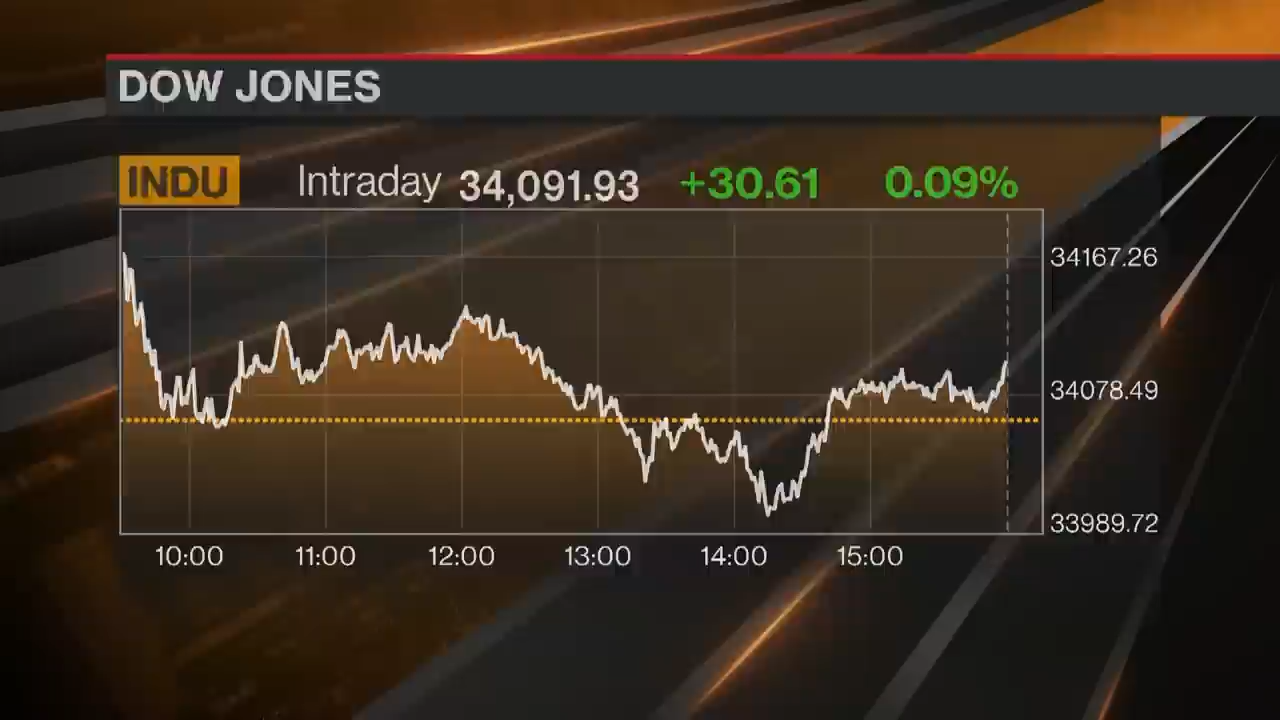 DOW JONES
INDU Intraday 34,091.93 +30.61 0.09%
34167.26
34078.49
33989.72
10:00 11:00 12:00 13:00 14:00 15:00